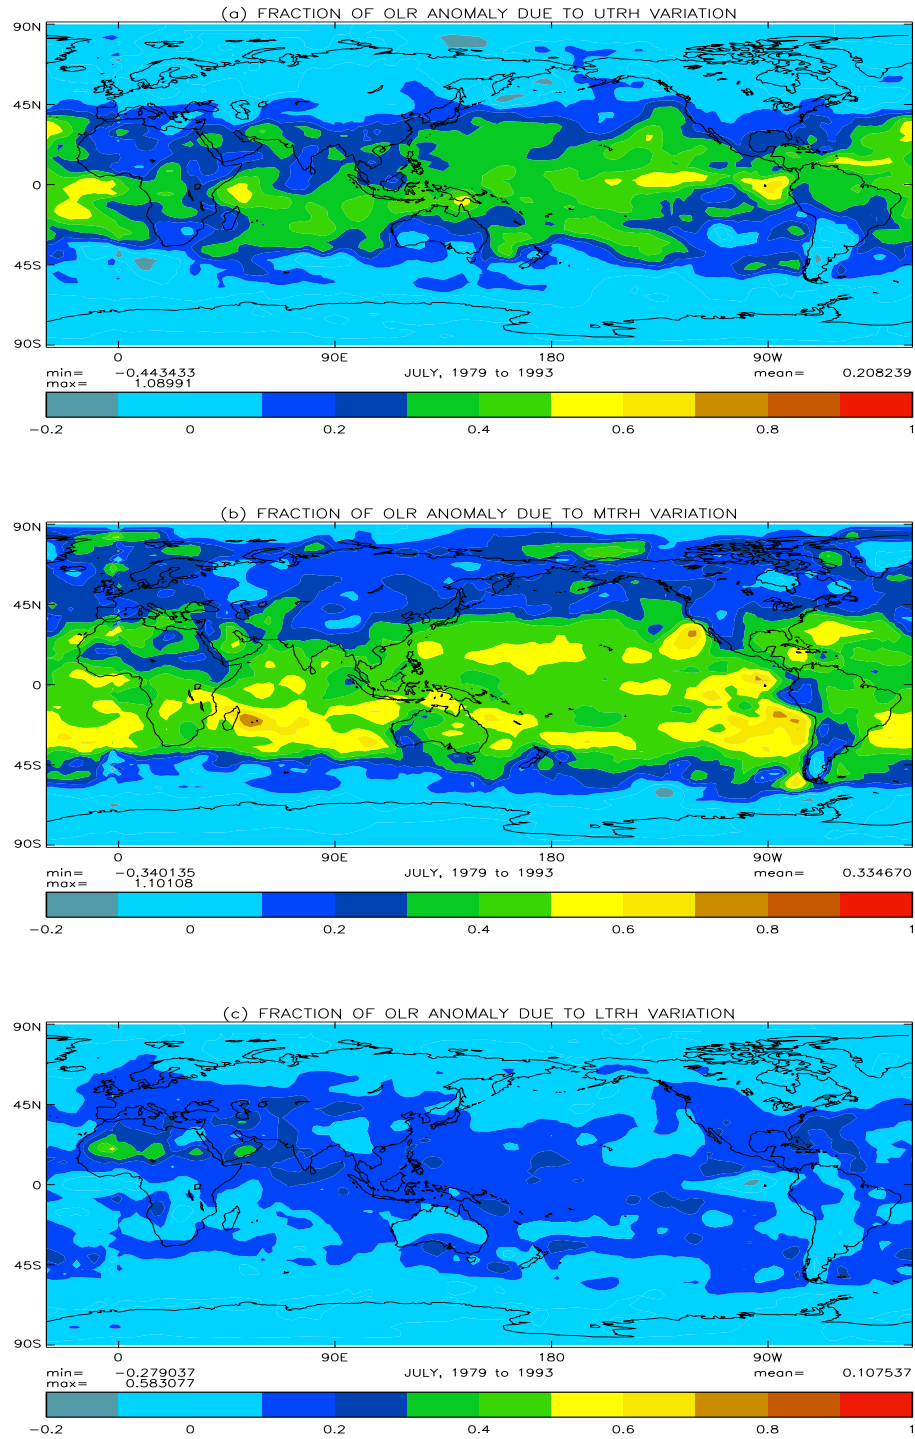 (a) FRACTION OF OLR ANOMALY DUE TO UTRH VARIATION
90N
45N
0
45S
90S
0 90E 180 90W
min= -0.443433 JULY, 1979 to 1993 mean= 0.208239
max= 1.08991
-0.2 0 0.2 0.4 0.6 0.8 1
(b) FRACTION OF OLR ANOMALY DUE TO MTRH VARIATION
90N
45N
0
45S
90S
0 90E 180 90W
min= -0.340135 JULY, 1979 to 1993 mean= 0.334670
max= 1.10108
-0.2 0 0.2 0.4 0.6 0.8 1
(c) FRACTION OF OLR ANOMALY DUE TO LTRH VARIATION
90N
45N
0
45S
90S
0 90E 180 90W
min= -0.279037 JULY, 1979 to 1993 mean= 0.107537
max= 0.583077
-0.2 0 0.2 0.4 0.6 0.8 1